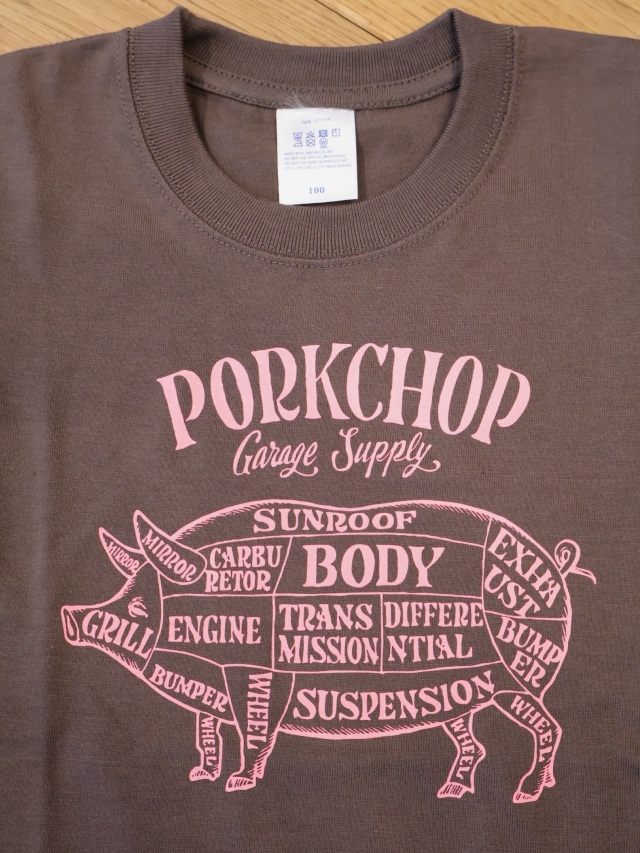 100
PORKCHOP
Garage Supply
SUNROOF
MIRROR
MIRROR
CARBU
RETOR
BODY
EXHA
UST
GRILL
ENGINE
TRANS
MISSION
DIFFERE
NTIAL
BUMP
ER
BUMPER
WHEEL
SUSPENSION
WHEEL
WHEEL
WHEEL